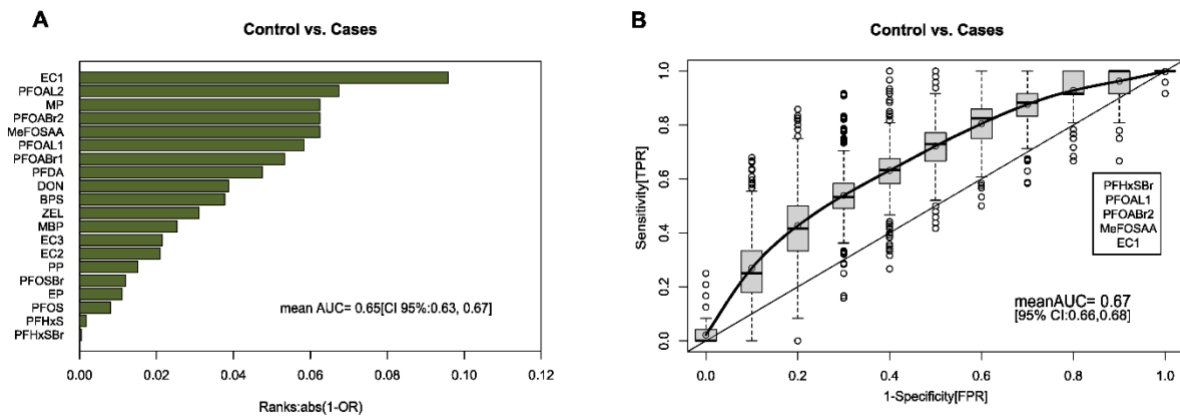 A
Control vs. Cases
EC1
PFOAL2
MP
PFOABr2
MeFOSAA
PFOAL1
PFOABr1
PFDA
DON
BPS
ZEL
MBP
EC3
EC2
PP
PFOSBr
EP
PFOS
PFHxS
PFHxSBr
mean AUC= 0.65[CI 95%:0.63, 0.67]
0.00 0.02 0.04 0.06 0.08 0.10 0.12
Ranks:abs(1-OR)
B
Control vs. Cases
Sensitivity[TPR]
1.0
0.8
0.6
0.4
0.2
0.0
PFHxSBr
PFOAL1
PFOABr2
MeFOSAA
EC1
meanAUC= 0.67
[95% CI:0.66,0.68]
0.0 0.2 0.4 0.6 0.8 1.0
1-Specificity[FPR]